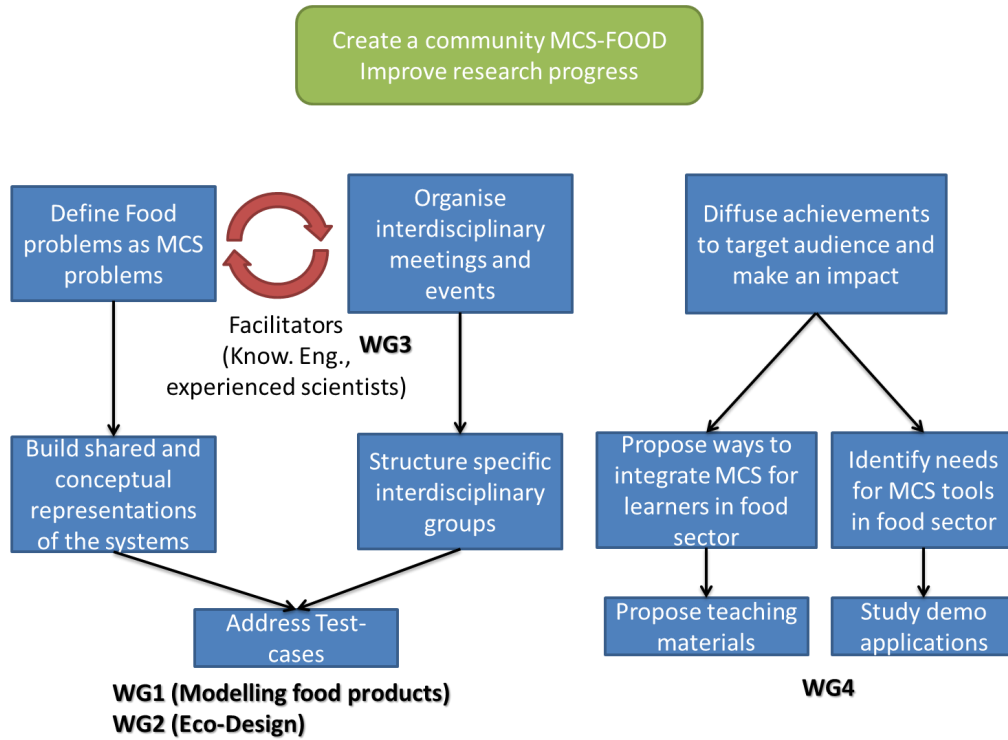 Create a community MCS-FOOD
Improve research progress
Define Food
problems as MCS
problems
Organise
interdisciplinary
meetings and
events
Diffuse achievements
to target audience and
make an impact
Facilitators
(Know. Eng.,
experienced scientists)
WG3
Build shared and
conceptual
representations
of the systems
Structure specific
interdisciplinary
groups
Propose ways to
integrate MCS for
learners in food
sector
Identify needs
for MCS tools
in food sector
Address Test-
cases
Propose teaching
materials
Study demo
applications
WG1 (Modelling food products)
WG2 (Eco-Design)
WG4